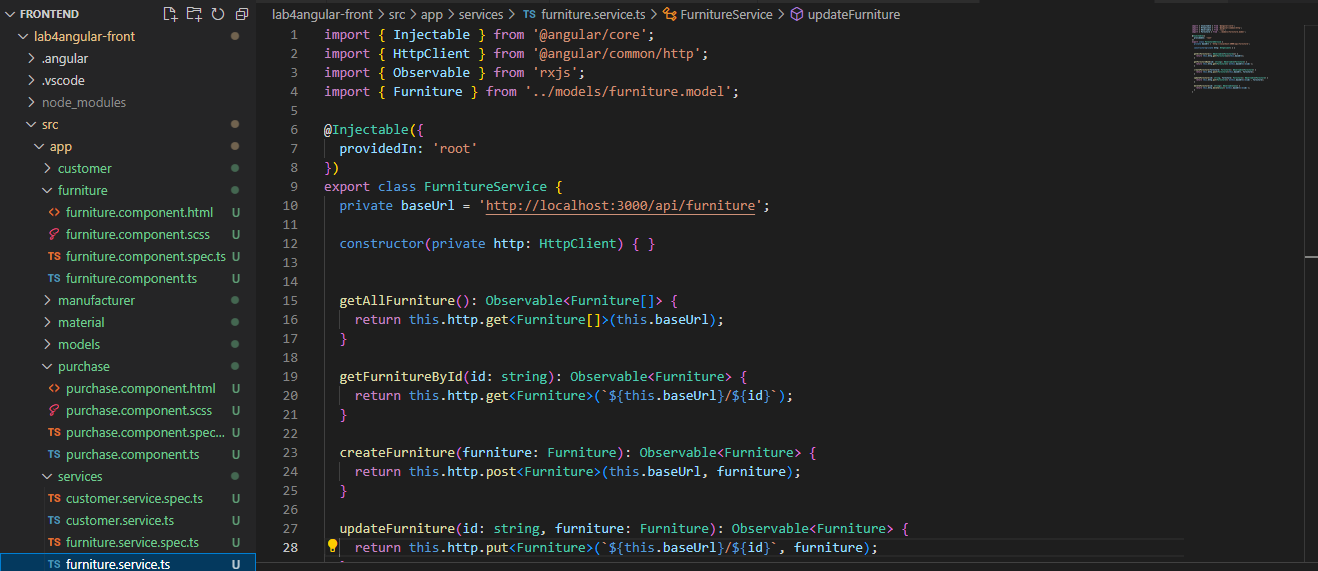 FRONTEND
lab4angular-front
.angular
.vscode
node_modules
src
app
customer
furniture
furniture.component.html U
furniture.component.scss U
TS furniture.component.spec.ts U
TS furniture.component.ts U
manufacturer
material
models
purchase
purchase.component.html U
purchase.component.scss U
TS purchase.component.spec... U
TS purchase.component.ts U
services
TS customer.service.spec.ts U
TS customer.service.ts U
TS furniture.service.spec.ts U
TS furniture.service.ts U
lab4angular-front > src > app > services > TS furniture.service.ts > FurnitureService > updateFurniture
1 import { Injectable } from '@angular/core';
2 import { HttpClient } from '@angular/common/http';
3 import { Observable } from 'rxjs';
4 import { Furniture } from '../models/furniture.model';
5
6 @Injectable({
7 providedIn: 'root'
8 })
9 export class FurnitureService {
10 private baseUrl = 'http://localhost:3000/api/furniture';
11
12 constructor(private http: HttpClient) { }
13
14
15 getAllFurniture(): Observable<Furniture[]> {
16 return this.http.get<Furniture[]>(this.baseUrl);
17 }
18
19 getFurnitureById(id: string): Observable<Furniture> {
20 return this.http.get<Furniture>(`${this.baseUrl}/${id}`);
21 }
22
23 createFurniture(furniture: Furniture): Observable<Furniture> {
24 return this.http.post<Furniture>(this.baseUrl, furniture);
25 }
26
27 updateFurniture(id: string, furniture: Furniture): Observable<Furniture> {
28 return this.http.put<Furniture>(`${this.baseUrl}/${id}`, furniture);